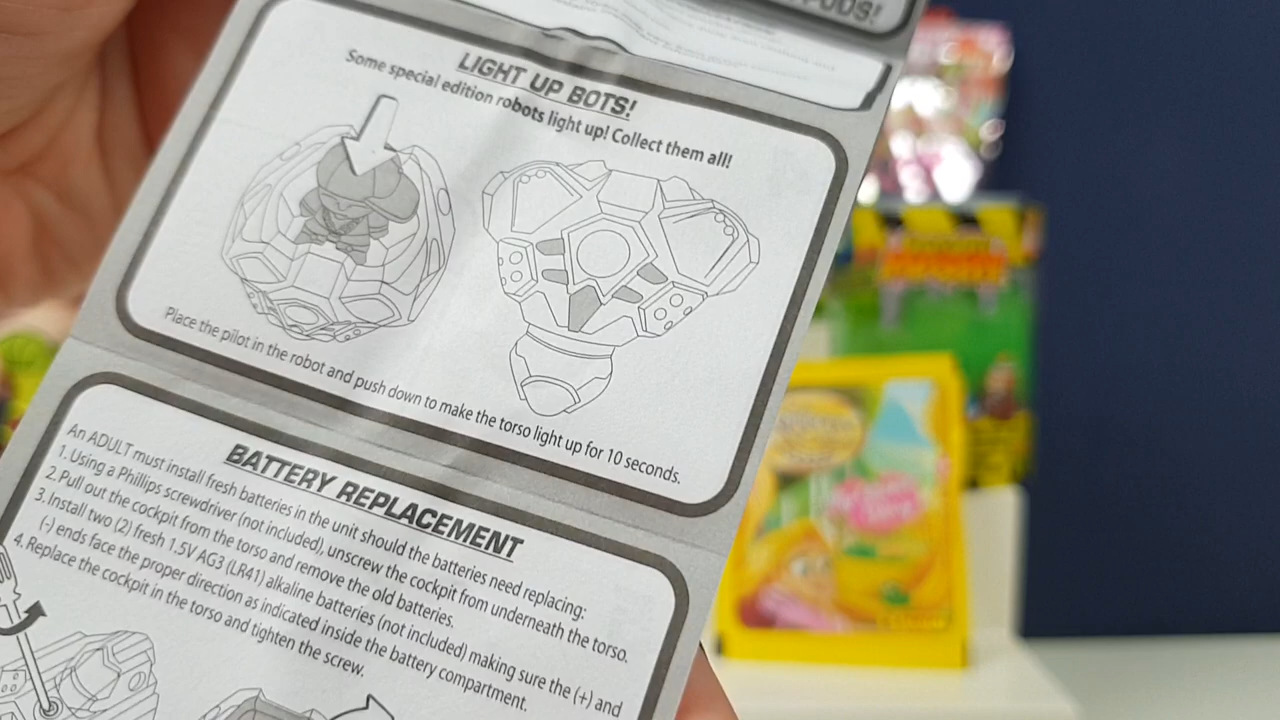 PODS!
LIGHT UP BOTS!
Some special edition robots light up! Collect them all!
Place the pilot in the robot and push down to make the torso light up for 10 seconds.
BATTERY REPLACEMENT
An ADULT must install fresh batteries in the unit should the batteries need replacing:
1. Using a Phillips screwdriver (not included), unscrew the cockpit from underneath the torso.
2. Pull out the cockpit from the torso and remove the old batteries.
3. Install two (2) fresh 1.5V AG3 (LR41) alkaline batteries (not included) making sure the (+) and
(-) ends face the proper direction as indicated inside the battery compartment.
4. Replace the cockpit in the torso and tighten the screw.